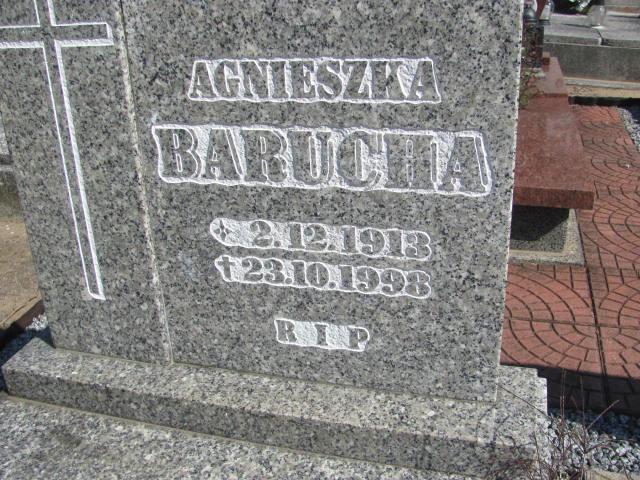 AGNIESZKA
BARUCHA
* 2.12.1913
† 23.10.1998
R I P